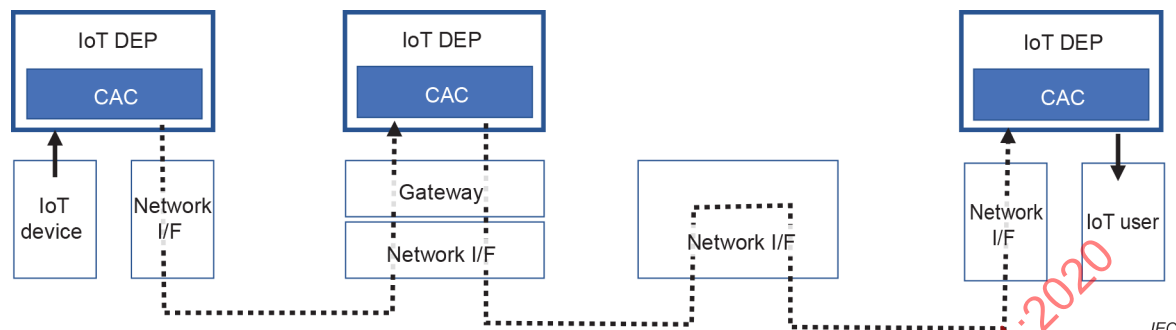 IoT DEP
CAC
IoT
device
Network
I/F
IoT DEP
CAC
Gateway
Network I/F
Network I/F
IoT DEP
CAC
Network
I/F
IoT user
:2020
IEC